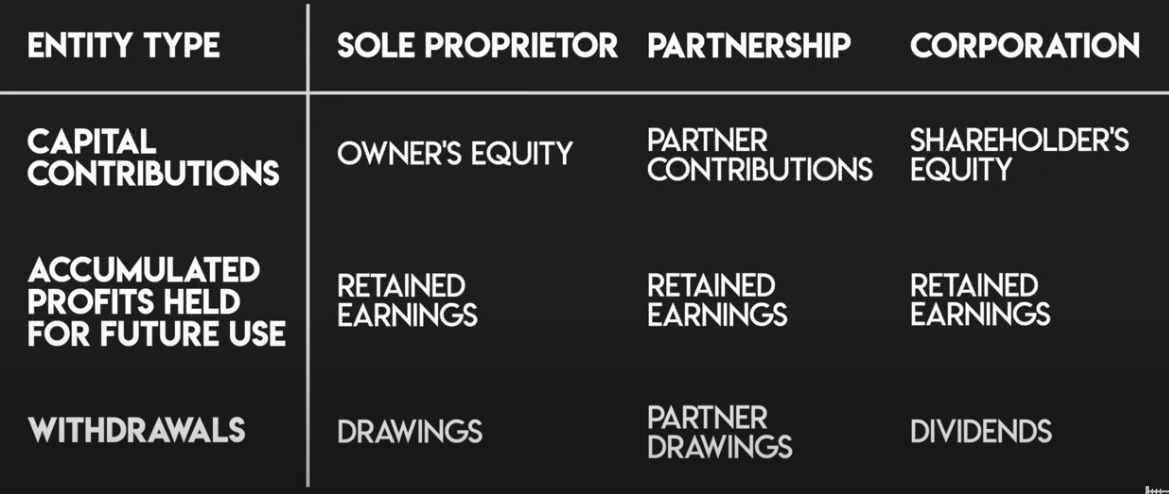 ENTITY TYPE SOLE PROPRIETOR PARTNERSHIP CORPORATION
CAPITAL
CONTRIBUTIONS
OWNER'S EQUITY
PARTNER
CONTRIBUTIONS
SHAREHOLDER'S
EQUITY
ACCUMULATED
PROFITS HELD
FOR FUTURE USE
RETAINED
EARNINGS
RETAINED
EARNINGS
RETAINED
EARNINGS
WITHDRAWALS
DRAWINGS
PARTNER
DRAWINGS
DIVIDENDS